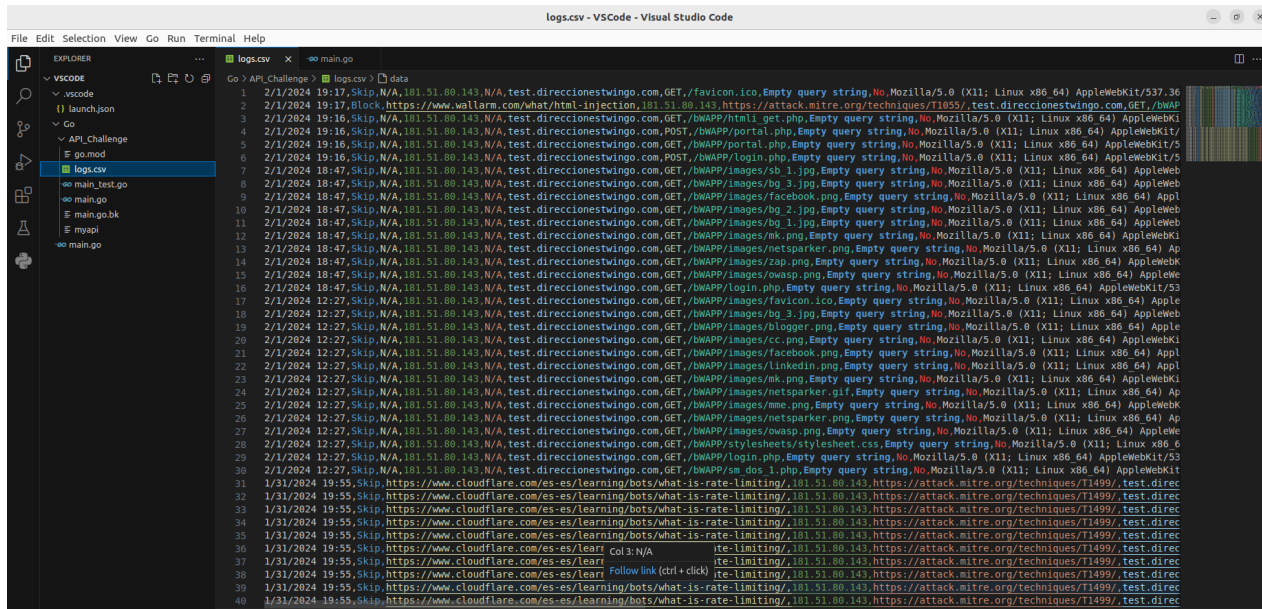 logs.csv - VSCode - Visual Studio Code
File Edit Selection View Go Run Terminal Help
EXPLORER
VSCODE
.vscode
launch.json
Go
API_Challenge
go.mod
logs.csv
main_test.go
main.go
main.go.bk
myapi
main.go
logs.csv main.go
Go > API_Challenge > logs.csv > data
1 2/1/2024 19:17,Skip,N/A,181.51.80.143,N/A,test.direccionestwingo.com,GET,/favicon.ico,Empty query string,No,Mozilla/5.0 (X11; Linux x86_64) AppleWebKit/537.36
2 2/1/2024 19:17,Block,https://www.wallarm.com/what/html-injection,181.51.80.143,https://attack.mitre.org/techniques/T1055/,test.direccionestwingo.com,GET,/bWAP
3 2/1/2024 19:16,Skip,N/A,181.51.80.143,N/A,test.direccionestwingo.com,GET,/bWAPP/htmli_get.php,Empty query string,No,Mozilla/5.0 (X11; Linux x86_64) AppleWebKi
4 2/1/2024 19:16,Skip,N/A,181.51.80.143,N/A,test.direccionestwingo.com,POST,/bWAPP/portal.php,Empty query string,No,Mozilla/5.0 (X11; Linux x86_64) AppleWebKit/
5 2/1/2024 19:16,Skip,N/A,181.51.80.143,N/A,test.direccionestwingo.com,GET,/bWAPP/portal.php,Empty query string,No,Mozilla/5.0 (X11; Linux x86_64) AppleWebKit/5
6 2/1/2024 19:16,Skip,N/A,181.51.80.143,N/A,test.direccionestwingo.com,POST,/bWAPP/login.php,Empty query string,No,Mozilla/5.0 (X11; Linux x86_64) AppleWebKit/5
7 2/1/2024 18:47,Skip,N/A,181.51.80.143,N/A,test.direccionestwingo.com,GET,/bWAPP/images/sb_1.jpg,Empty query string,No,Mozilla/5.0 (X11; Linux x86_64) AppleWeb
8 2/1/2024 18:47,Skip,N/A,181.51.80.143,N/A,test.direccionestwingo.com,GET,/bWAPP/images/bg_3.jpg,Empty query string,No,Mozilla/5.0 (X11; Linux x86_64) AppleWeb
9 2/1/2024 18:47,Skip,N/A,181.51.80.143,N/A,test.direccionestwingo.com,GET,/bWAPP/images/facebook.png,Empty query string,No,Mozilla/5.0 (X11; Linux x86_64) Appl
10 2/1/2024 18:47,Skip,N/A,181.51.80.143,N/A,test.direccionestwingo.com,GET,/bWAPP/images/bg_2.jpg,Empty query string,No,Mozilla/5.0 (X11; Linux x86_64) AppleWeb
11 2/1/2024 18:47,Skip,N/A,181.51.80.143,N/A,test.direccionestwingo.com,GET,/bWAPP/images/bg_1.jpg,Empty query string,No,Mozilla/5.0 (X11; Linux x86_64) AppleWeb
12 2/1/2024 18:47,Skip,N/A,181.51.80.143,N/A,test.direccionestwingo.com,GET,/bWAPP/images/mk.png,Empty query string,No,Mozilla/5.0 (X11; Linux x86_64) AppleWebKi
13 2/1/2024 18:47,Skip,N/A,181.51.80.143,N/A,test.direccionestwingo.com,GET,/bWAPP/images/netsparker.png,Empty query string,No,Mozilla/5.0 (X11; Linux x86_64) Ap
14 2/1/2024 18:47,Skip,N/A,181.51.80.143,N/A,test.direccionestwingo.com,GET,/bWAPP/images/zap.png,Empty query string,No,Mozilla/5.0 (X11; Linux x86_64) AppleWebK
15 2/1/2024 18:47,Skip,N/A,181.51.80.143,N/A,test.direccionestwingo.com,GET,/bWAPP/images/owasp.png,Empty query string,No,Mozilla/5.0 (X11; Linux x86_64) AppleWe
16 2/1/2024 18:47,Skip,N/A,181.51.80.143,N/A,test.direccionestwingo.com,GET,/bWAPP/login.php,Empty query string,No,Mozilla/5.0 (X11; Linux x86_64) AppleWebKit/53
17 2/1/2024 12:27,Skip,N/A,181.51.80.143,N/A,test.direccionestwingo.com,GET,/bWAPP/images/favicon.ico,Empty query string,No,Mozilla/5.0 (X11; Linux x86_64) Apple
18 2/1/2024 12:27,Skip,N/A,181.51.80.143,N/A,test.direccionestwingo.com,GET,/bWAPP/images/bg_3.jpg,Empty query string,No,Mozilla/5.0 (X11; Linux x86_64) AppleWeb
19 2/1/2024 12:27,Skip,N/A,181.51.80.143,N/A,test.direccionestwingo.com,GET,/bWAPP/images/blogger.png,Empty query string,No,Mozilla/5.0 (X11; Linux x86_64) Apple
20 2/1/2024 12:27,Skip,N/A,181.51.80.143,N/A,test.direccionestwingo.com,GET,/bWAPP/images/cc.png,Empty query string,No,Mozilla/5.0 (X11; Linux x86_64) AppleWebKi
21 2/1/2024 12:27,Skip,N/A,181.51.80.143,N/A,test.direccionestwingo.com,GET,/bWAPP/images/facebook.png,Empty query string,No,Mozilla/5.0 (X11; Linux x86_64) Appl
22 2/1/2024 12:27,Skip,N/A,181.51.80.143,N/A,test.direccionestwingo.com,GET,/bWAPP/images/linkedin.png,Empty query string,No,Mozilla/5.0 (X11; Linux x86_64) Appl
23 2/1/2024 12:27,Skip,N/A,181.51.80.143,N/A,test.direccionestwingo.com,GET,/bWAPP/images/mk.png,Empty query string,No,Mozilla/5.0 (X11; Linux x86_64) AppleWebKi
24 2/1/2024 12:27,Skip,N/A,181.51.80.143,N/A,test.direccionestwingo.com,GET,/bWAPP/images/netsparker.gif,Empty query string,No,Mozilla/5.0 (X11; Linux x86_64) Ap
25 2/1/2024 12:27,Skip,N/A,181.51.80.143,N/A,test.direccionestwingo.com,GET,/bWAPP/images/mme.png,Empty query string,No,Mozilla/5.0 (X11; Linux x86_64) AppleWebK
26 2/1/2024 12:27,Skip,N/A,181.51.80.143,N/A,test.direccionestwingo.com,GET,/bWAPP/images/netsparker.png,Empty query string,No,Mozilla/5.0 (X11; Linux x86_64) Ap
27 2/1/2024 12:27,Skip,N/A,181.51.80.143,N/A,test.direccionestwingo.com,GET,/bWAPP/images/owasp.png,Empty query string,No,Mozilla/5.0 (X11; Linux x86_64) AppleWe
28 2/1/2024 12:27,Skip,N/A,181.51.80.143,N/A,test.direccionestwingo.com,GET,/bWAPP/stylesheets/stylesheet.css,Empty query string,No,Mozilla/5.0 (X11; Linux x86_6
29 2/1/2024 12:27,Skip,N/A,181.51.80.143,N/A,test.direccionestwingo.com,GET,/bWAPP/login.php,Empty query string,No,Mozilla/5.0 (X11; Linux x86_64) AppleWebKit/53
30 2/1/2024 12:27,Skip,N/A,181.51.80.143,N/A,test.direccionestwingo.com,GET,/bWAPP/sm_dos_1.php,Empty query string,No,Mozilla/5.0 (X11; Linux x86_64) AppleWebKit
31 1/31/2024 19:55,Skip,https://www.cloudflare.com/es-es/learning/bots/what-is-rate-limiting/,181.51.80.143,https://attack.mitre.org/techniques/T1499/,test.direc
32 1/31/2024 19:55,Skip,https://www.cloudflare.com/es-es/learning/bots/what-is-rate-limiting/,181.51.80.143,https://attack.mitre.org/techniques/T1499/,test.direc
33 1/31/2024 19:55,Skip,https://www.cloudflare.com/es-es/learning/bots/what-is-rate-limiting/,181.51.80.143,https://attack.mitre.org/techniques/T1499/,test.direc
34 1/31/2024 19:55,Skip,https://www.cloudflare.com/es-es/learning/bots/what-is-rate-limiting/,181.51.80.143,https://attack.mitre.org/techniques/T1499/,test.direc
35 1/31/2024 19:55,Skip,https://www.cloudflare.com/es-es/learning/bots/what-is-rate-limiting/,181.51.80.143,https://attack.mitre.org/techniques/T1499/,test.direc
36 1/31/2024 19:55,Skip,https://www.cloudflare.com/es-es/learn Col 3: N/A ate-limiting/,181.51.80.143,https://attack.mitre.org/techniques/T1499/,test.direc
37 1/31/2024 19:55,Skip,https://www.cloudflare.com/es-es/learn ate-limiting/,181.51.80.143,https://attack.mitre.org/techniques/T1499/,test.direc
38 1/31/2024 19:55,Skip,https://www.cloudflare.com/es-es/learn Follow link (ctrl + click) ate-limiting/,181.51.80.143,https://attack.mitre.org/techniques/T1499/,test.direc
39 1/31/2024 19:55,Skip,https://www.cloudflare.com/es-es/learning/bots/what-is-rate-limiting/,181.51.80.143,https://attack.mitre.org/techniques/T1499/,test.direc
40 1/31/2024 19:55,Skip,https://www.cloudflare.com/es-es/learning/bots/what-is-rate-limiting/,181.51.80.143,https://attack.mitre.org/techniques/T1499/,test.direc